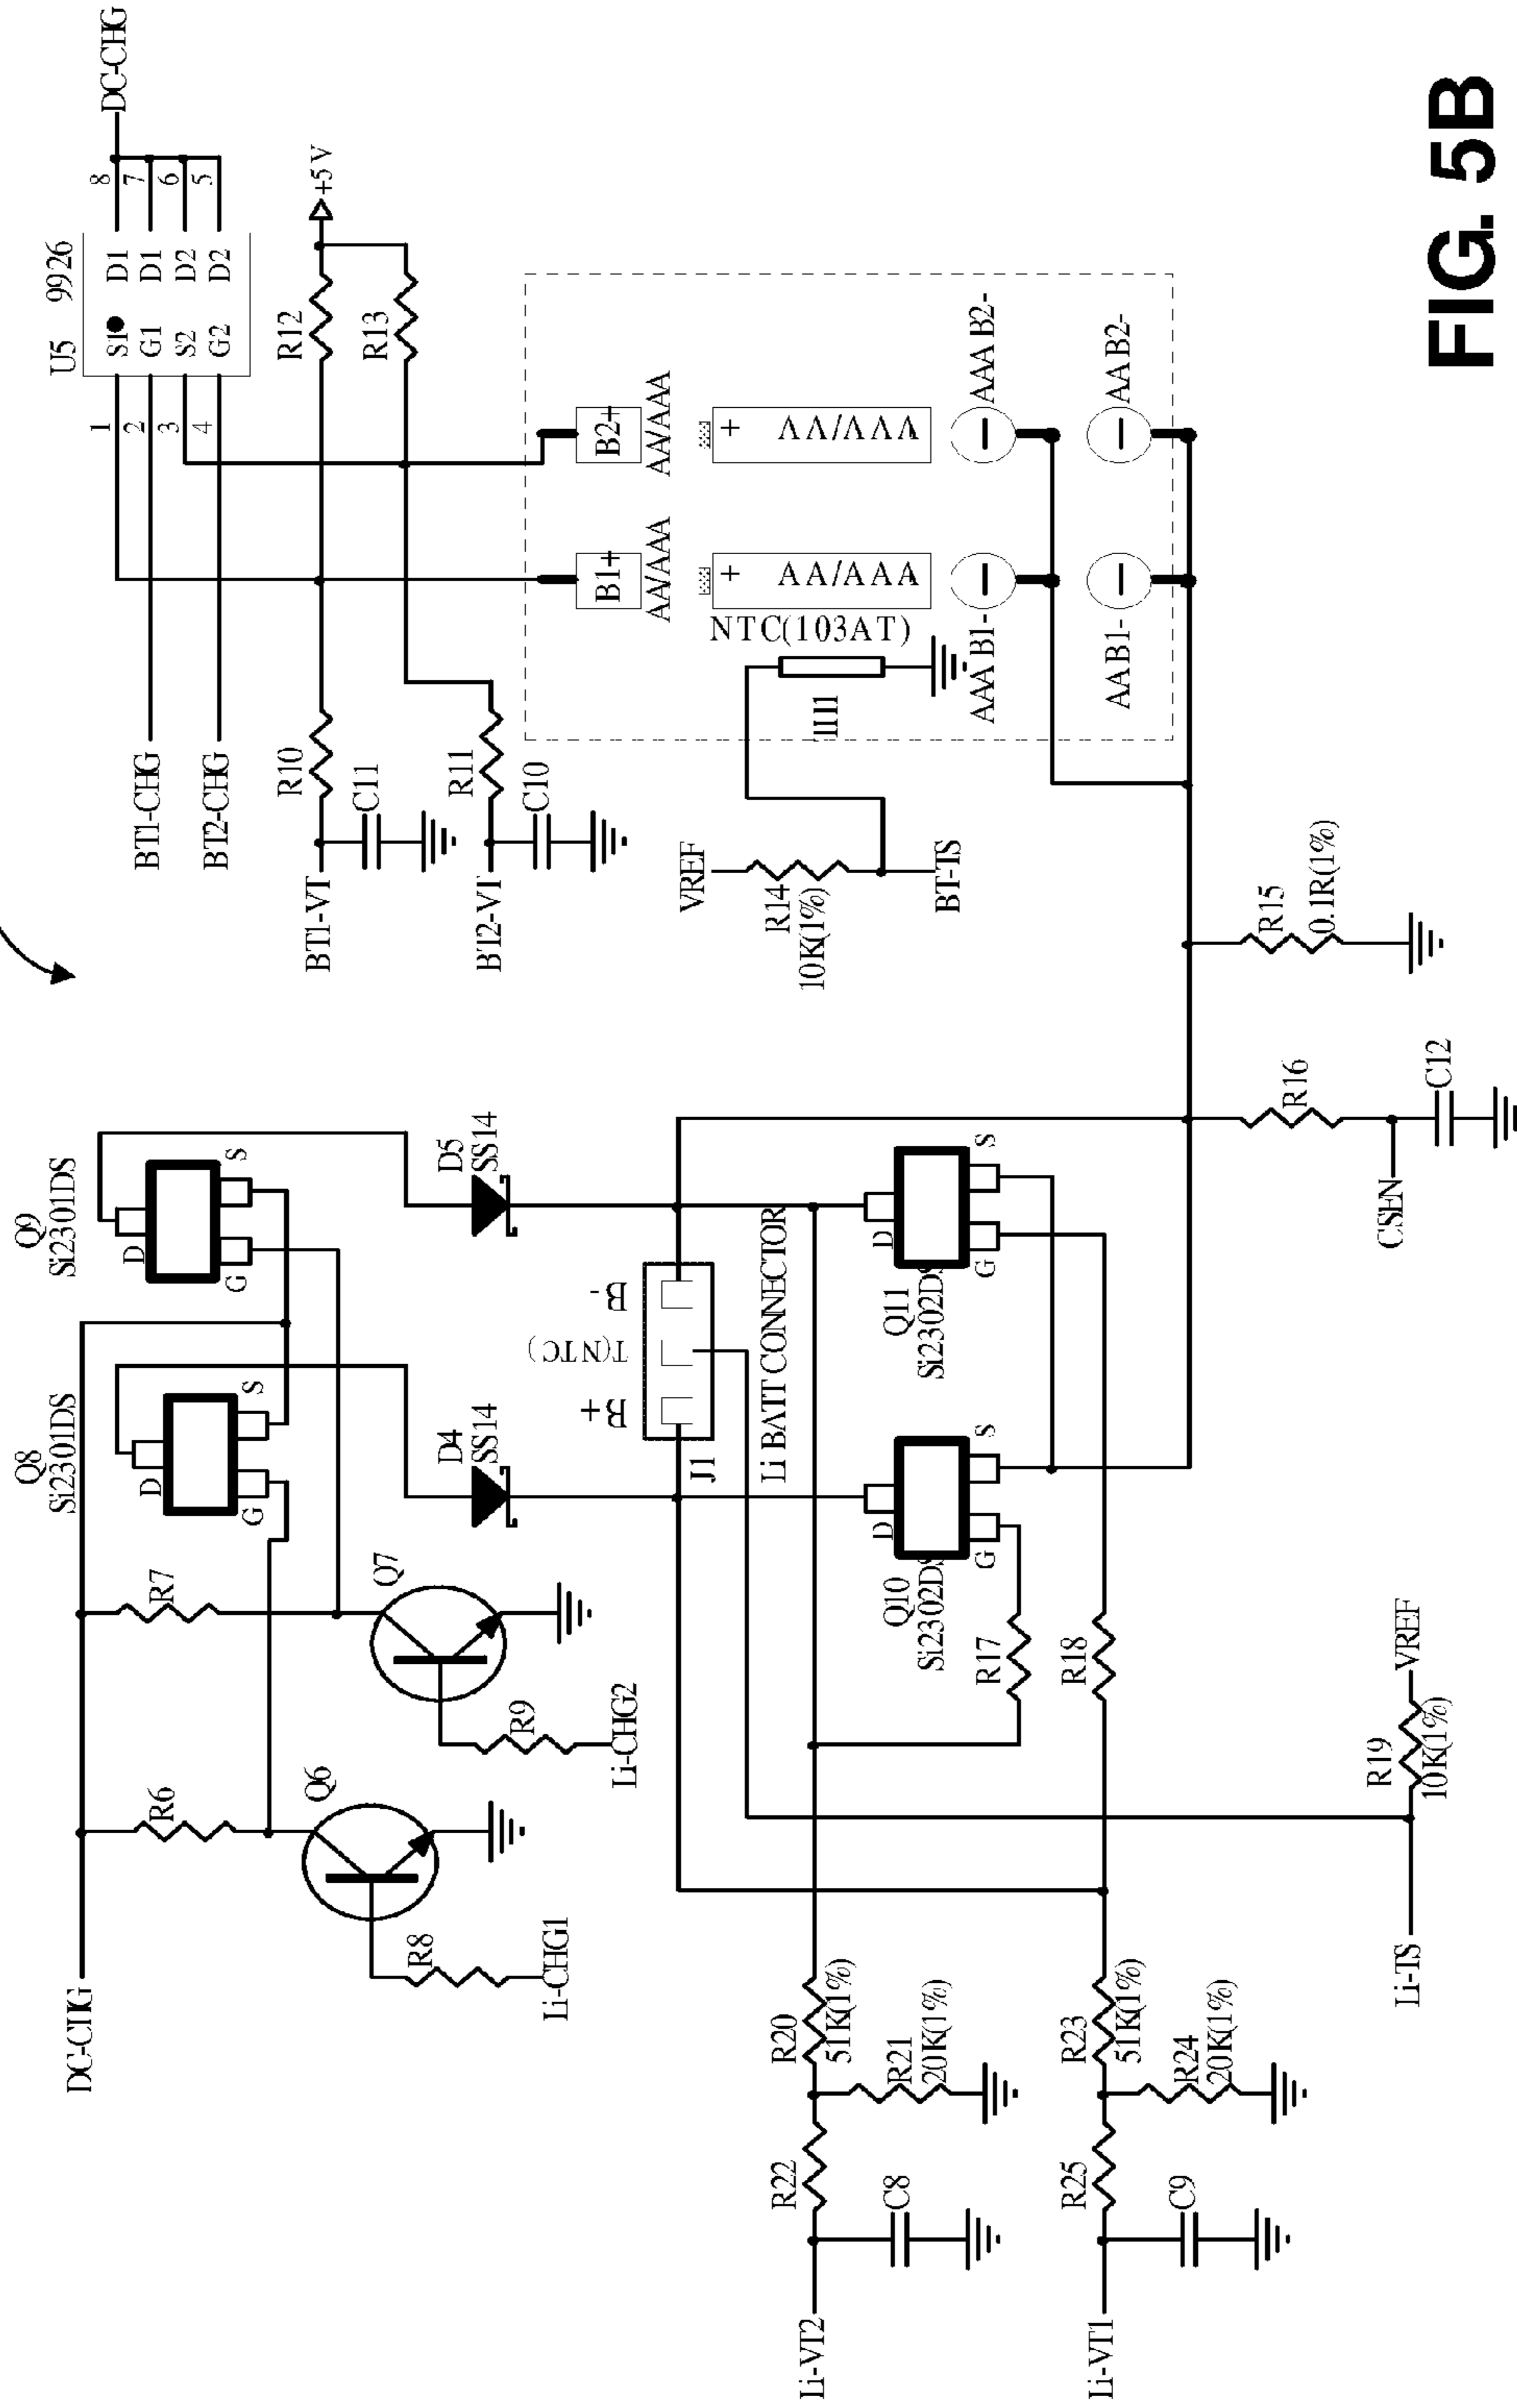 DC-CHG
U5 9926
1 S1 D1 8
2 G1 D1 7
3 S2 D2 6
4 G2 D2 5
DC-CHG
BT1-CHG
BT2-CHG
R12
+5V
R13
R10
BT1-VT
C11
R11
BT2-VT
C10
VREF
R14
10K(1%)
BT-TS
NTC(103AT)
B1+
AA/AAA
B2+
AA/AAA
+ AA/AAA
+ AA/AAA
AAA B1-
AAA B2-
AA B1-
AA B2-
R15
0.1R(1%)
R16
C12
CSEN
Q9
Si2301DS
D
G
S
Q8
Si2301DS
D
G
S
R7
R6
Q7
Q6
R9
Li-CHG2
R8
Li-CHG1
D5
SS14
D4
SS14
B-
T(NTC)
B+
J1
Li BATT CONNECTOR
Q11
Si2302DS
D
G
S
Q10
Si2302DS
D
G
S
R17
R18
R19
10K(1%)
VREF
Li-TS
R20
51K(1%)
R21
20K(1%)
R22
C8
Li-VT2
R23
51K(1%)
R24
20K(1%)
R25
C9
Li-VT1
FIG. 5B